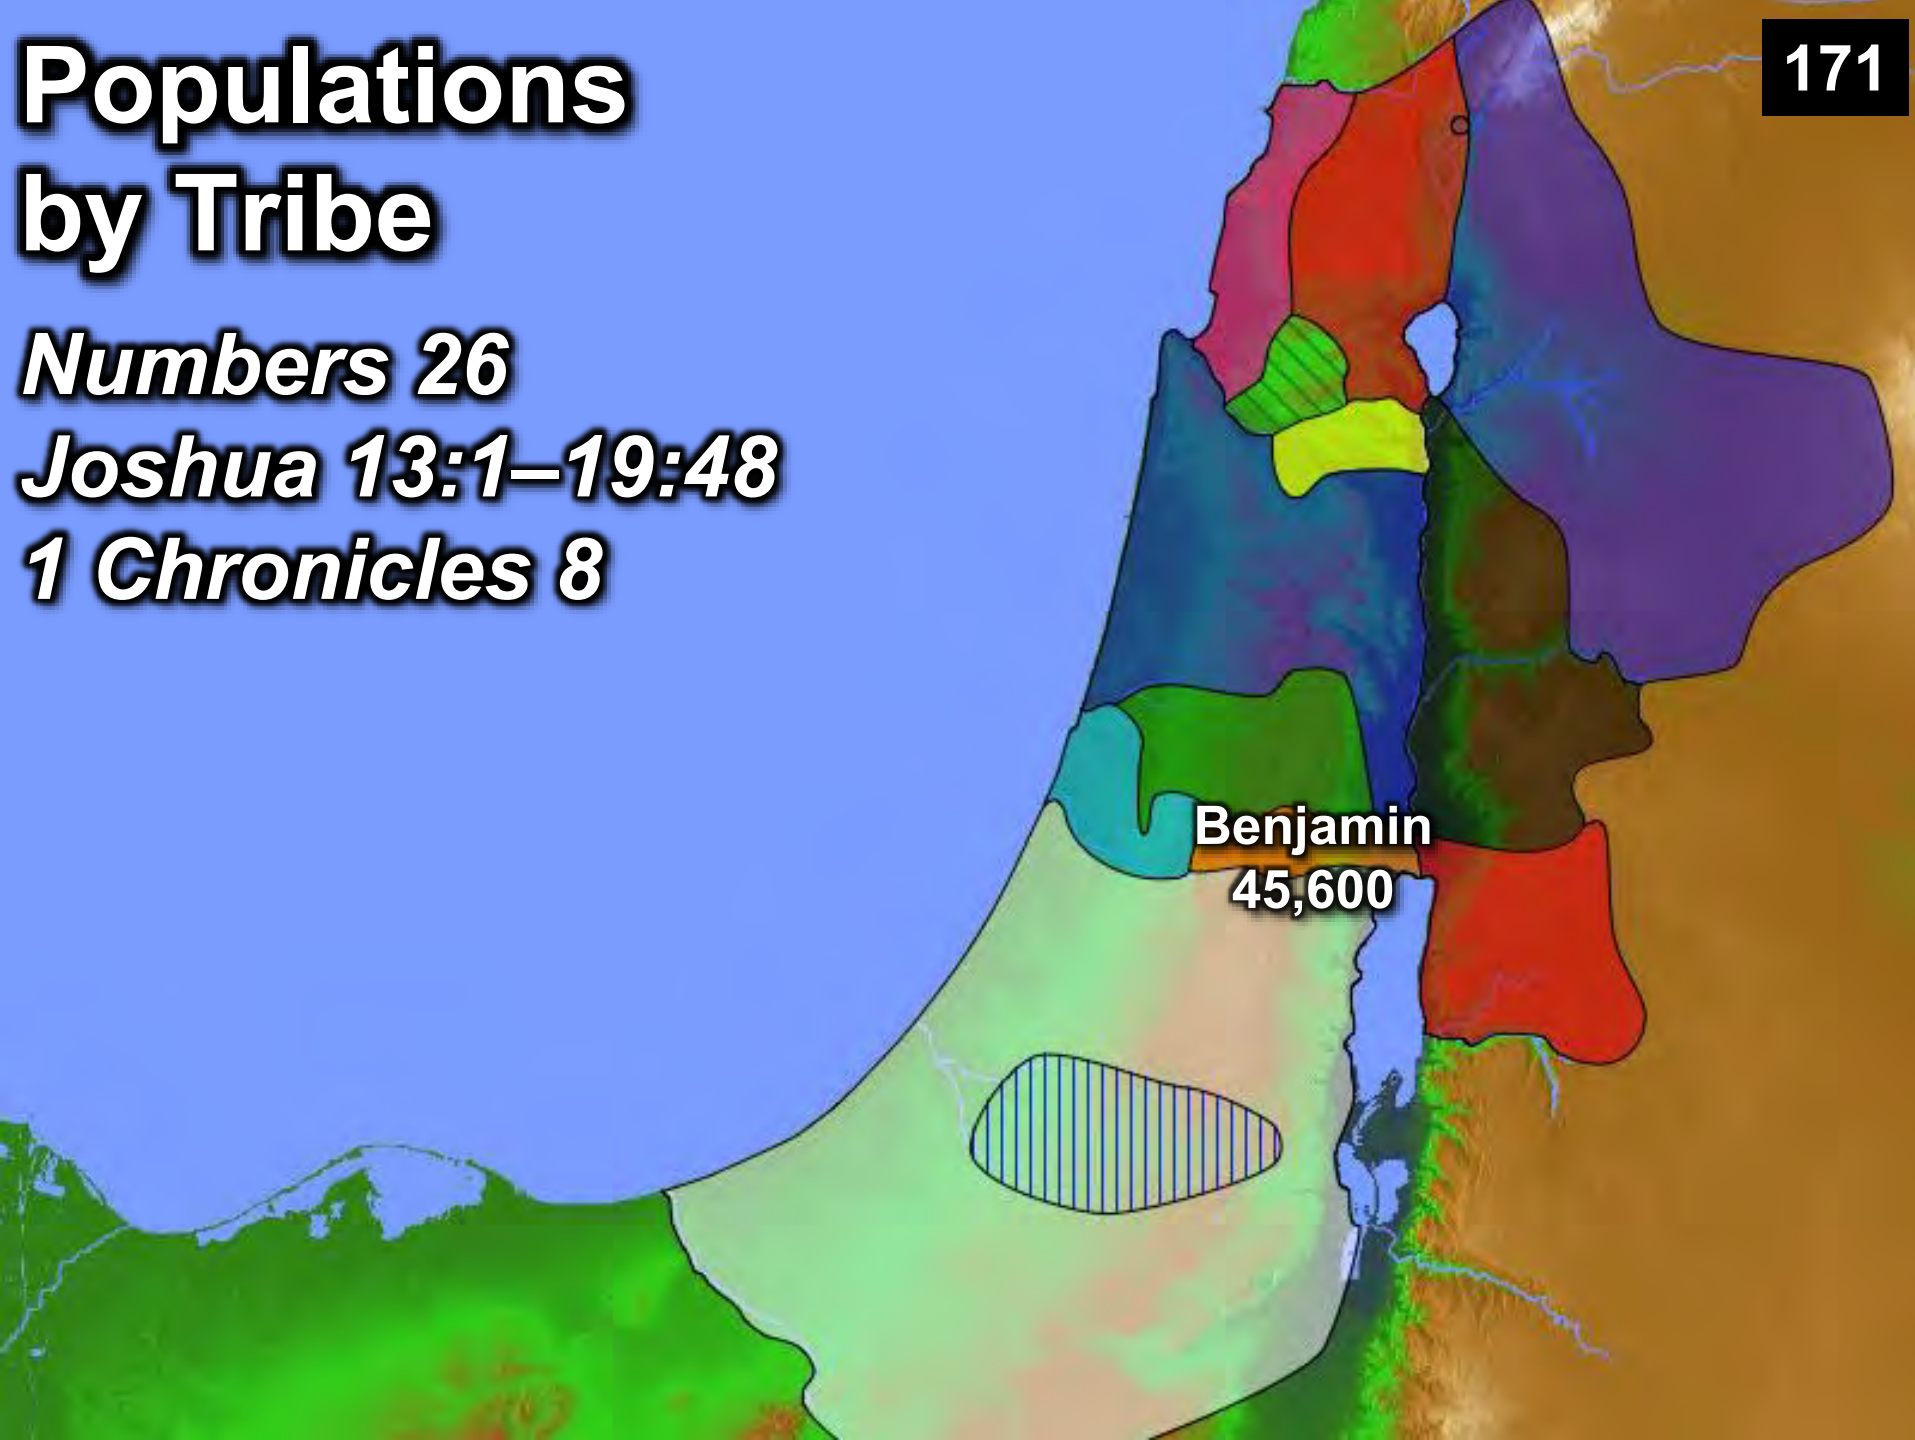 Populations
by Tribe
171
Numbers 26
Joshua 13:1–19:48
1 Chronicles 8
Benjamin
45,600